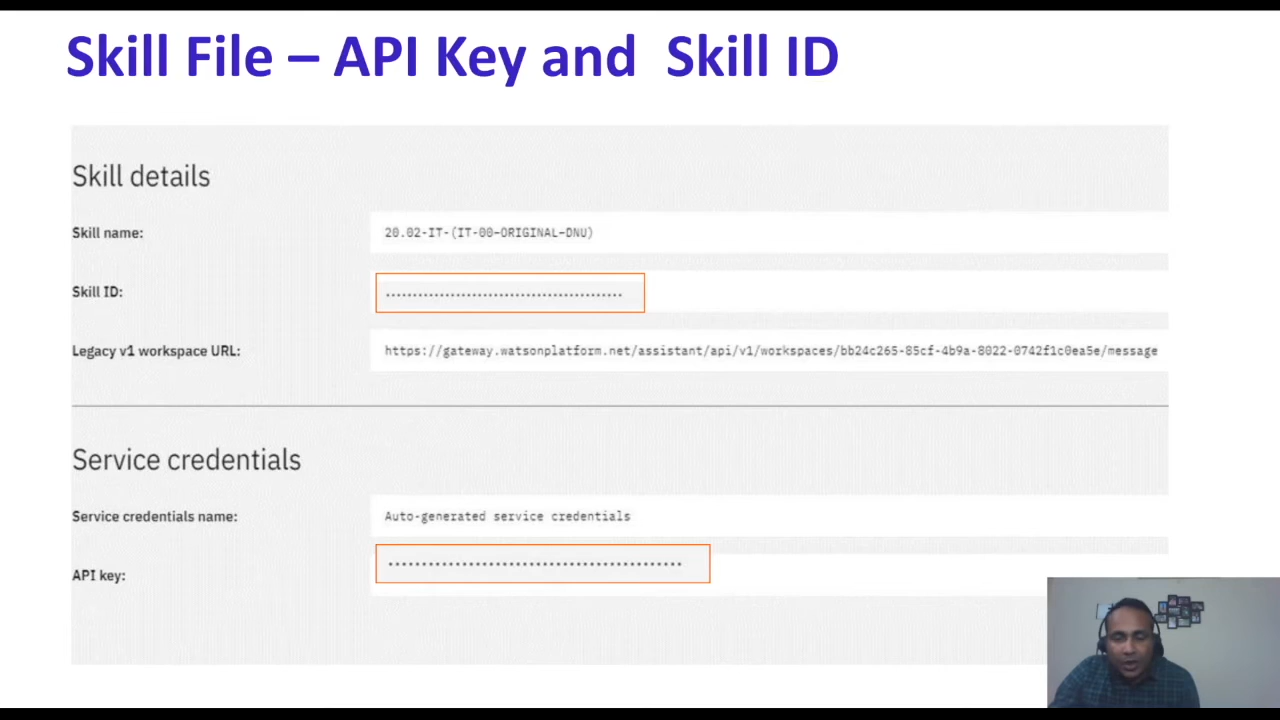 Skill File – API Key and Skill ID
Skill details
Skill name: 20.02-IT-(IT-00-ORIGINAL-DNU)
Skill ID: ............................................
Legacy v1 workspace URL: https://gateway.watsonplatform.net/assistant/api/v1/workspaces/bb24c265-85cf-4b9a-8022-0742f1c0ea5e/message
Service credentials
Service credentials name: Auto-generated service credentials
API key: ............................................